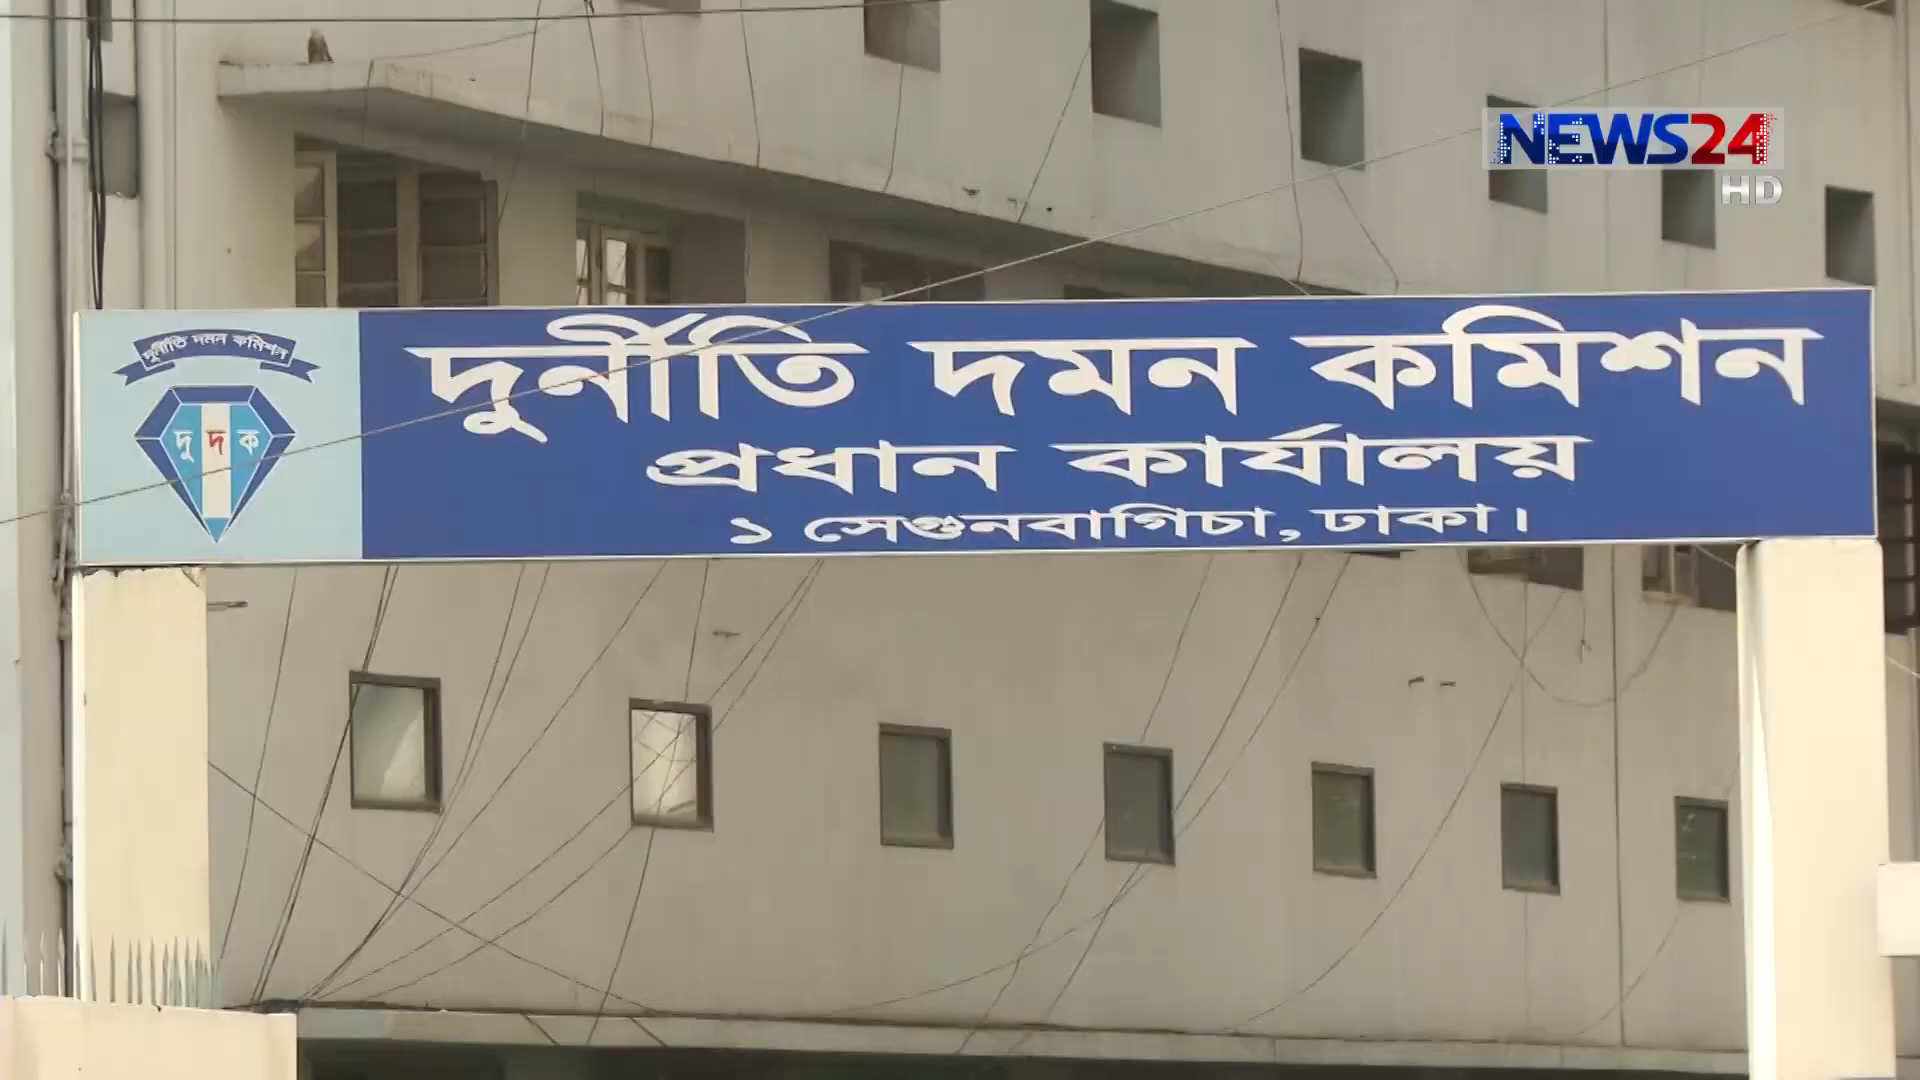 NEWS24
HD
দুর্নীতি দমন কমিশন
দু দ ক
দুর্নীতি দমন কমিশন
প্রধান কার্যালয়
১ সেগুনবাগিচা, ঢাকা।